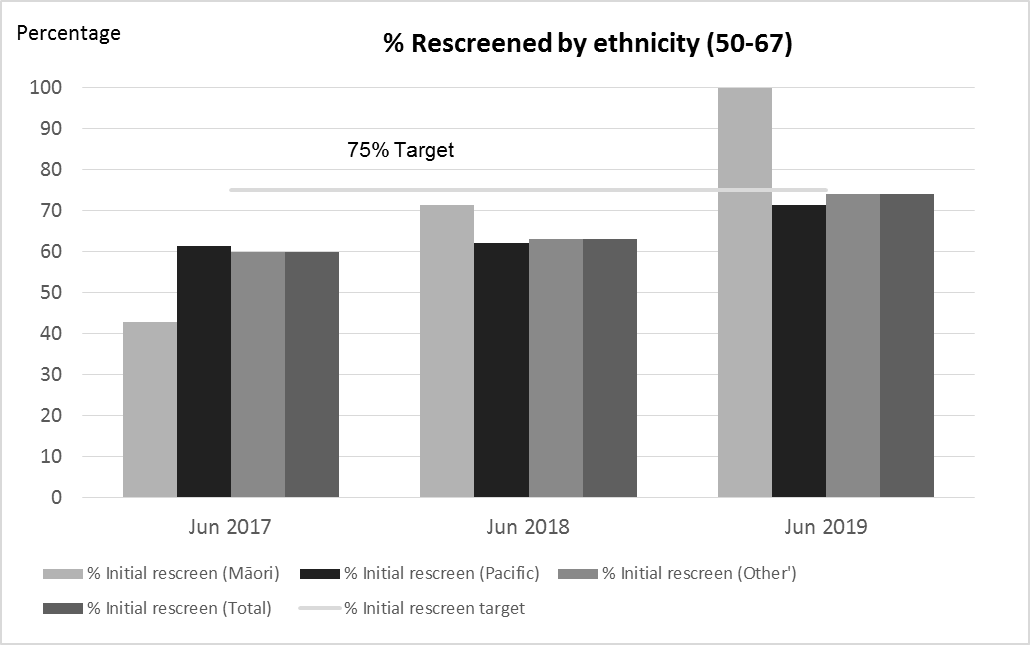 Percentage
% Rescreened by ethnicity (50-67)
100
90
80
75% Target
70
60
50
40
30
20
10
0
Jun 2017 Jun 2018 Jun 2019
% Initial rescreen (Māori) % Initial rescreen (Pacific) % Initial rescreen (Other')
% Initial rescreen (Total) % Initial rescreen target